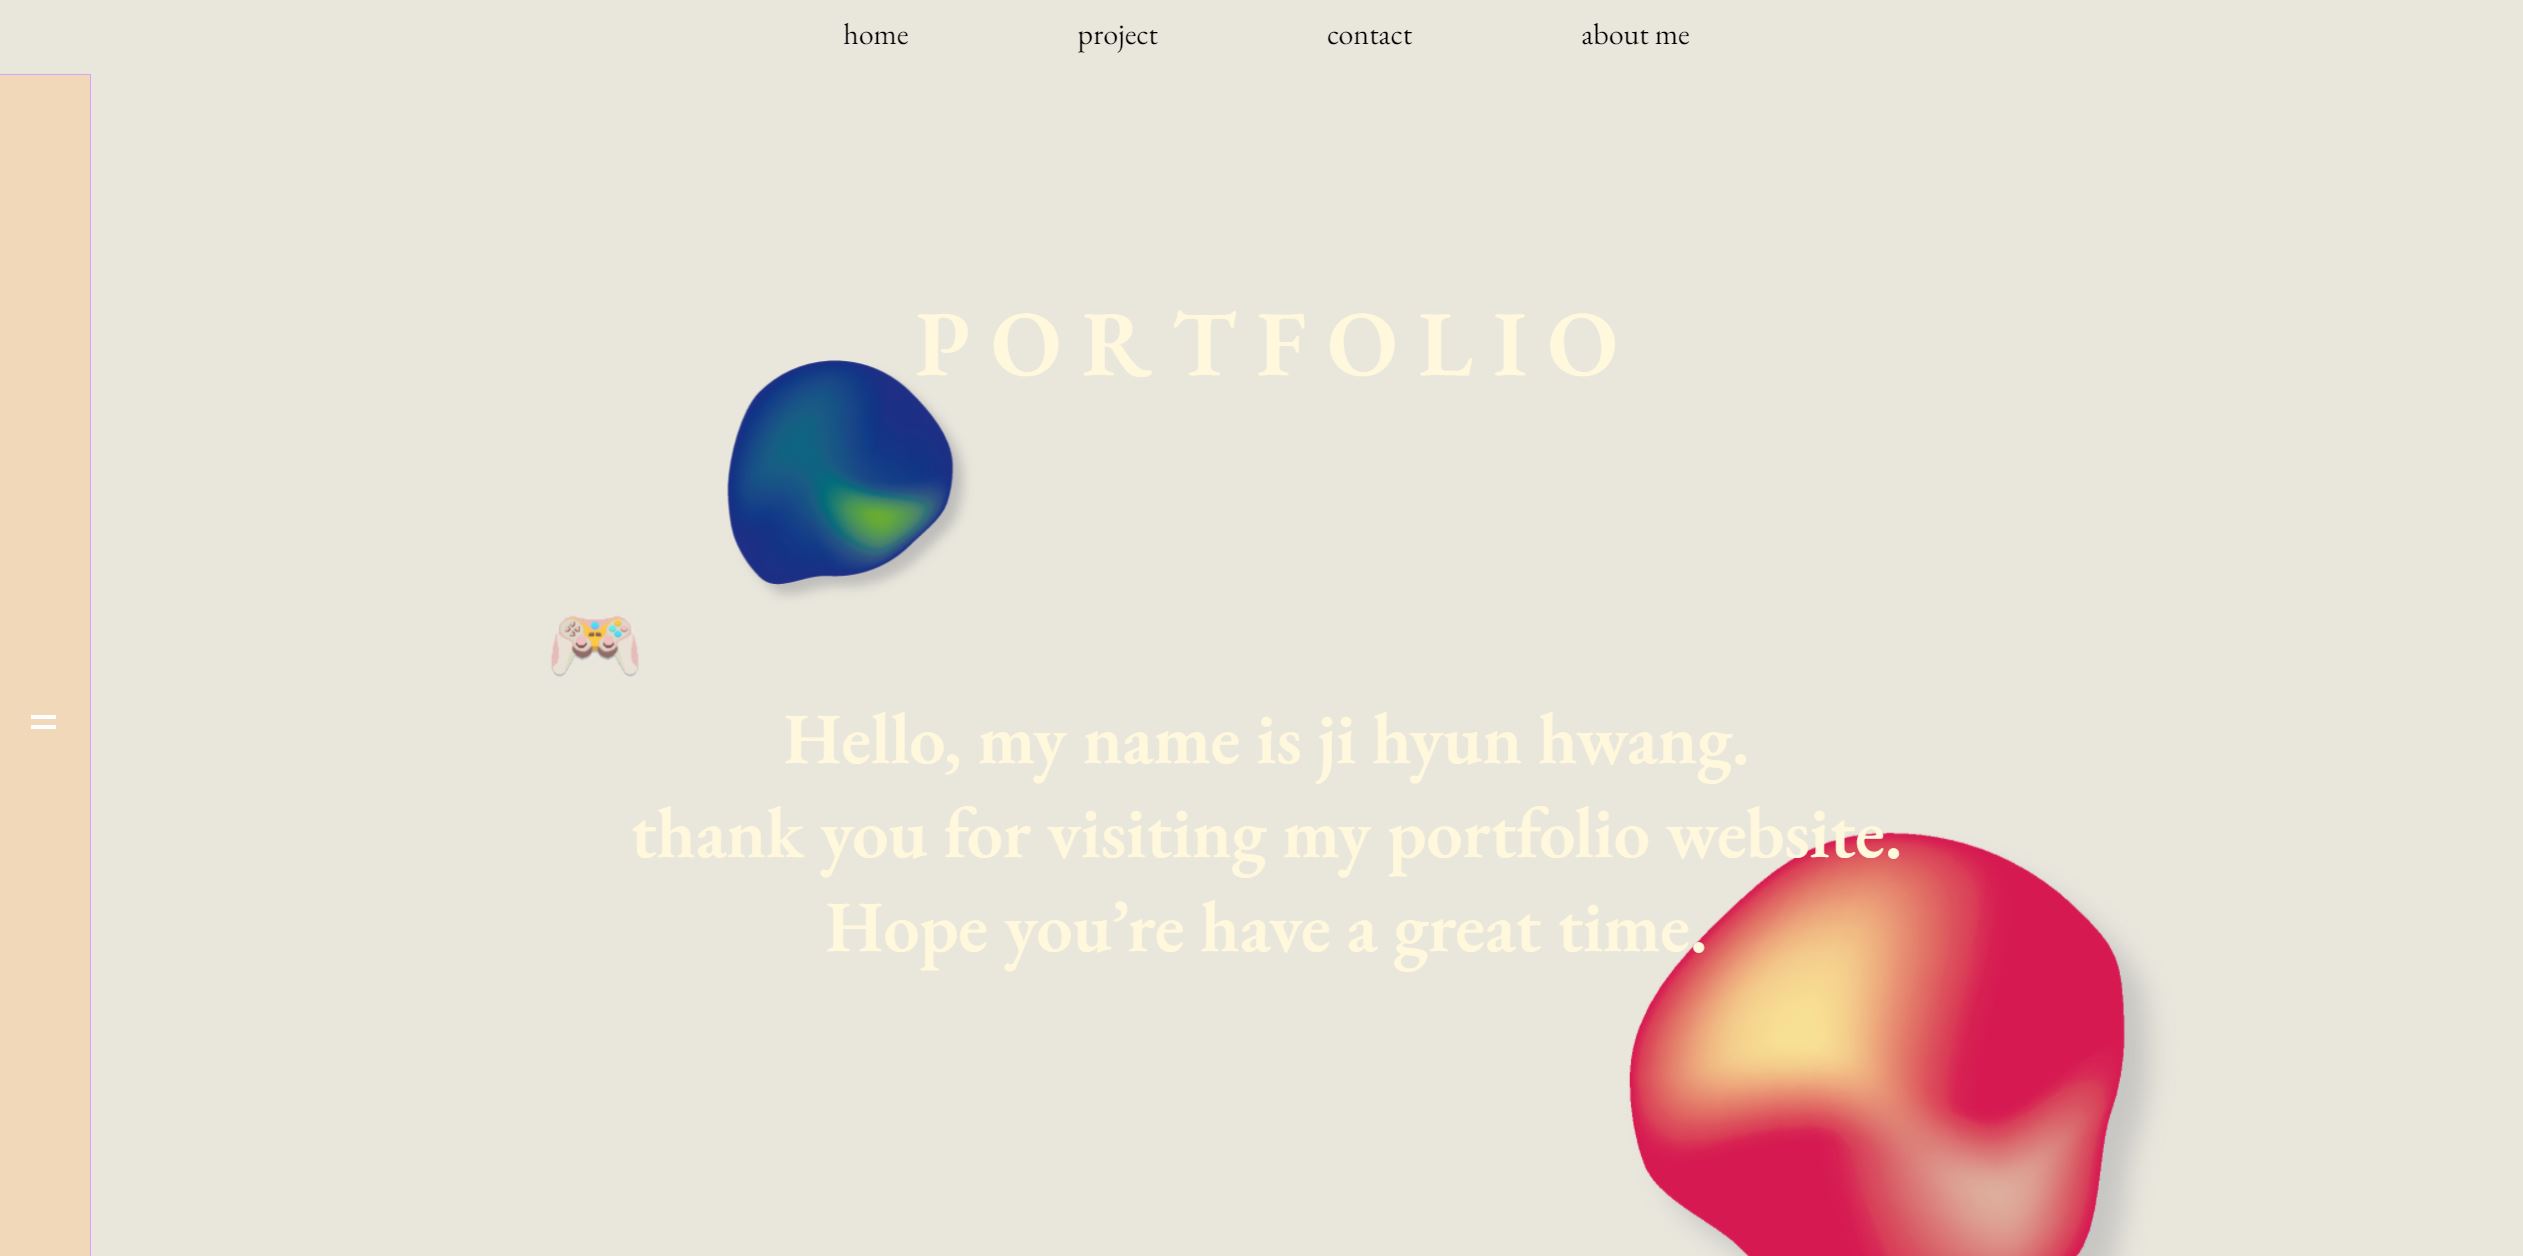 home project contact about me
PORTFOLIO
Hello, my name is ji hyun hwang.
thank you for visiting my portfolio website.
Hope you’re have a great time.